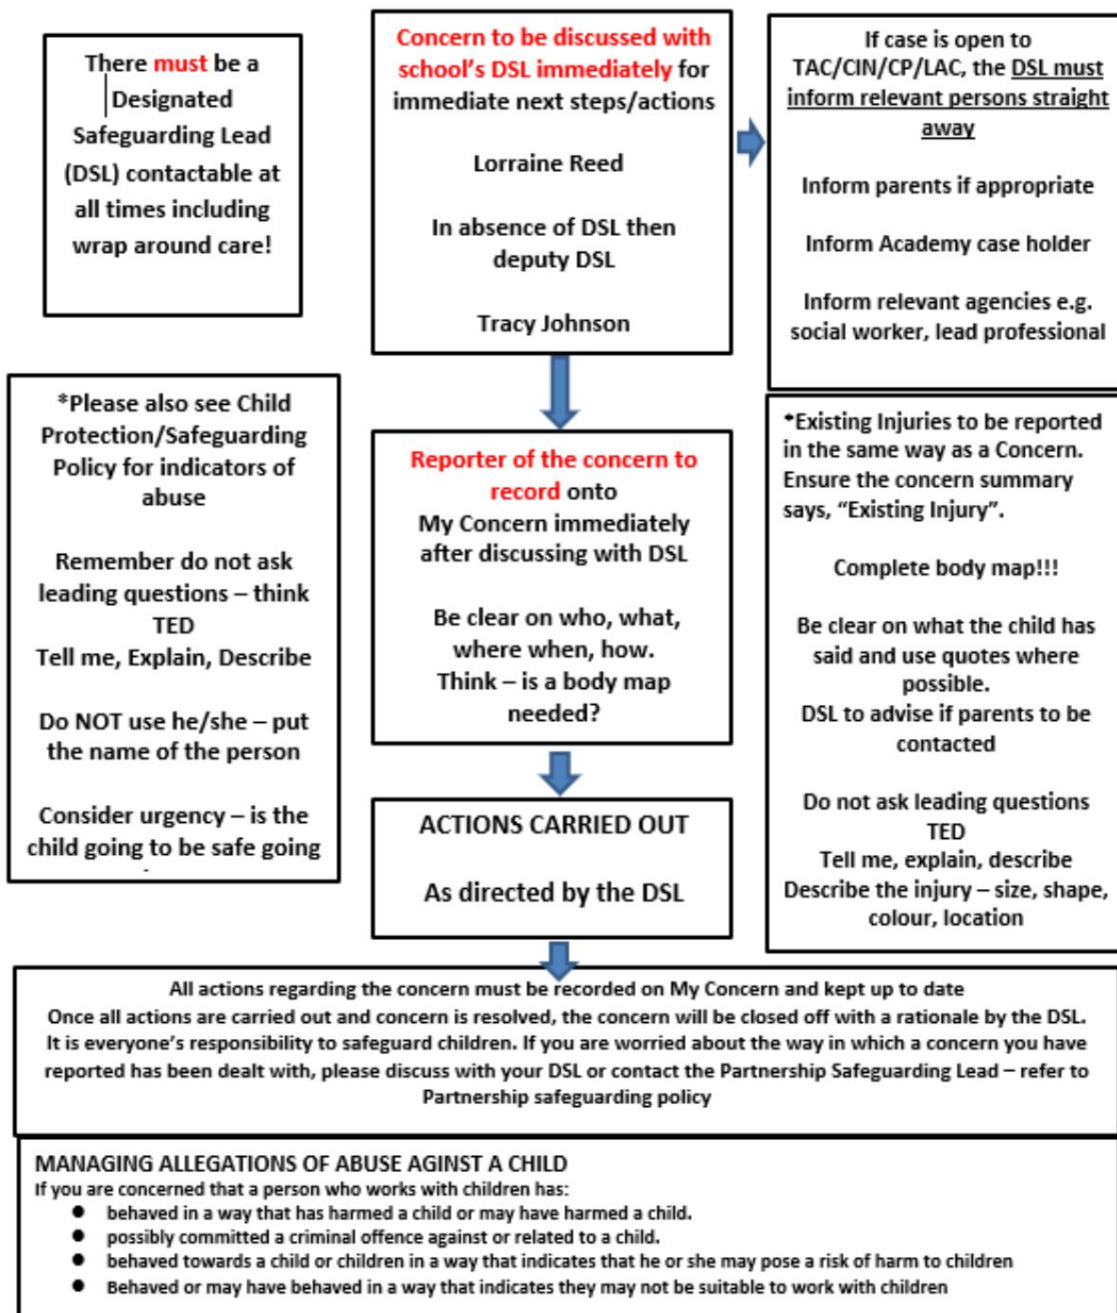 There must be a
Designated
Safeguarding Lead
(DSL) contactable at
all times including
wrap around care!
Concern to be discussed with
school's DSL immediately for
immediate next steps/actions
Lorraine Reed
In absence of DSL then
deputy DSL
Tracy Johnson
If case is open to
TAC/CIN/CP/LAC, the DSL must
inform relevant persons straight
away
Inform parents if appropriate
Inform Academy case holder
Inform relevant agencies e.g.
social worker, lead professional
*Please also see Child
Protection/Safeguarding
Policy for indicators of
abuse
Remember do not ask
leading questions – think
TED
Tell me, Explain, Describe
Do NOT use he/she – put
the name of the person
Consider urgency – is the
child going to be safe going
Reporter of the concern to
record onto
My Concern immediately
after discussing with DSL
Be clear on who, what,
where when, how.
Think – is a body map
needed?
*Existing Injuries to be reported
in the same way as a Concern.
Ensure the concern summary
says, “Existing Injury”.
Complete body map!!!
Be clear on what the child has
said and use quotes where
possible.
DSL to advise if parents to be
contacted
Do not ask leading questions
TED
Tell me, explain, describe
Describe the injury – size, shape,
colour, location
ACTIONS CARRIED OUT
As directed by the DSL
All actions regarding the concern must be recorded on My Concern and kept up to date
Once all actions are carried out and concern is resolved, the concern will be closed off with a rationale by the DSL.
It is everyone's responsibility to safeguard children. If you are worried about the way in which a concern you have
reported has been dealt with, please discuss with your DSL or contact the Partnership Safeguarding Lead – refer to
Partnership safeguarding policy
MANAGING ALLEGATIONS OF ABUSE AGINST A CHILD
If you are concerned that a person who works with children has:
● behaved in a way that has harmed a child or may have harmed a child.
● possibly committed a criminal offence against or related to a child.
● behaved towards a child or children in a way that indicates that he or she may pose a risk of harm to children
● Behaved or may have behaved in a way that indicates they may not be suitable to work with children